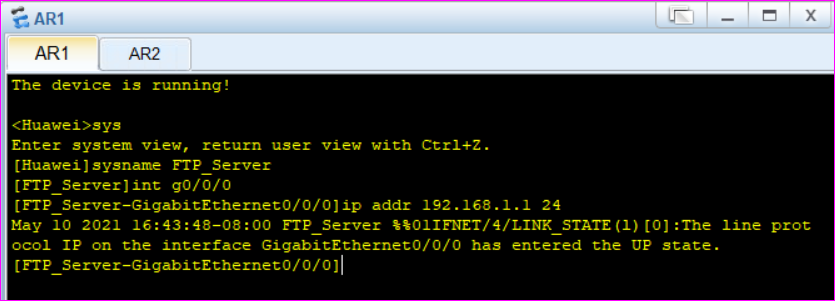 AR1
X
AR1
AR2
The device is running!
<Huawei>sys
Enter system view, return user view with Ctrl+Z.
[Huawei]sysname FTP_Server
[FTP_Server]int g0/0/0
[FTP_Server-GigabitEthernet0/0/0]ip addr 192.168.1.1 24
May 10 2021 16:43:48-08:00 FTP_Server %%01IFNET/4/LINK_STATE(l)[0]:The line prot
ocol IP on the interface GigabitEthernet0/0/0 has entered the UP state.
[FTP_Server-GigabitEthernet0/0/0]